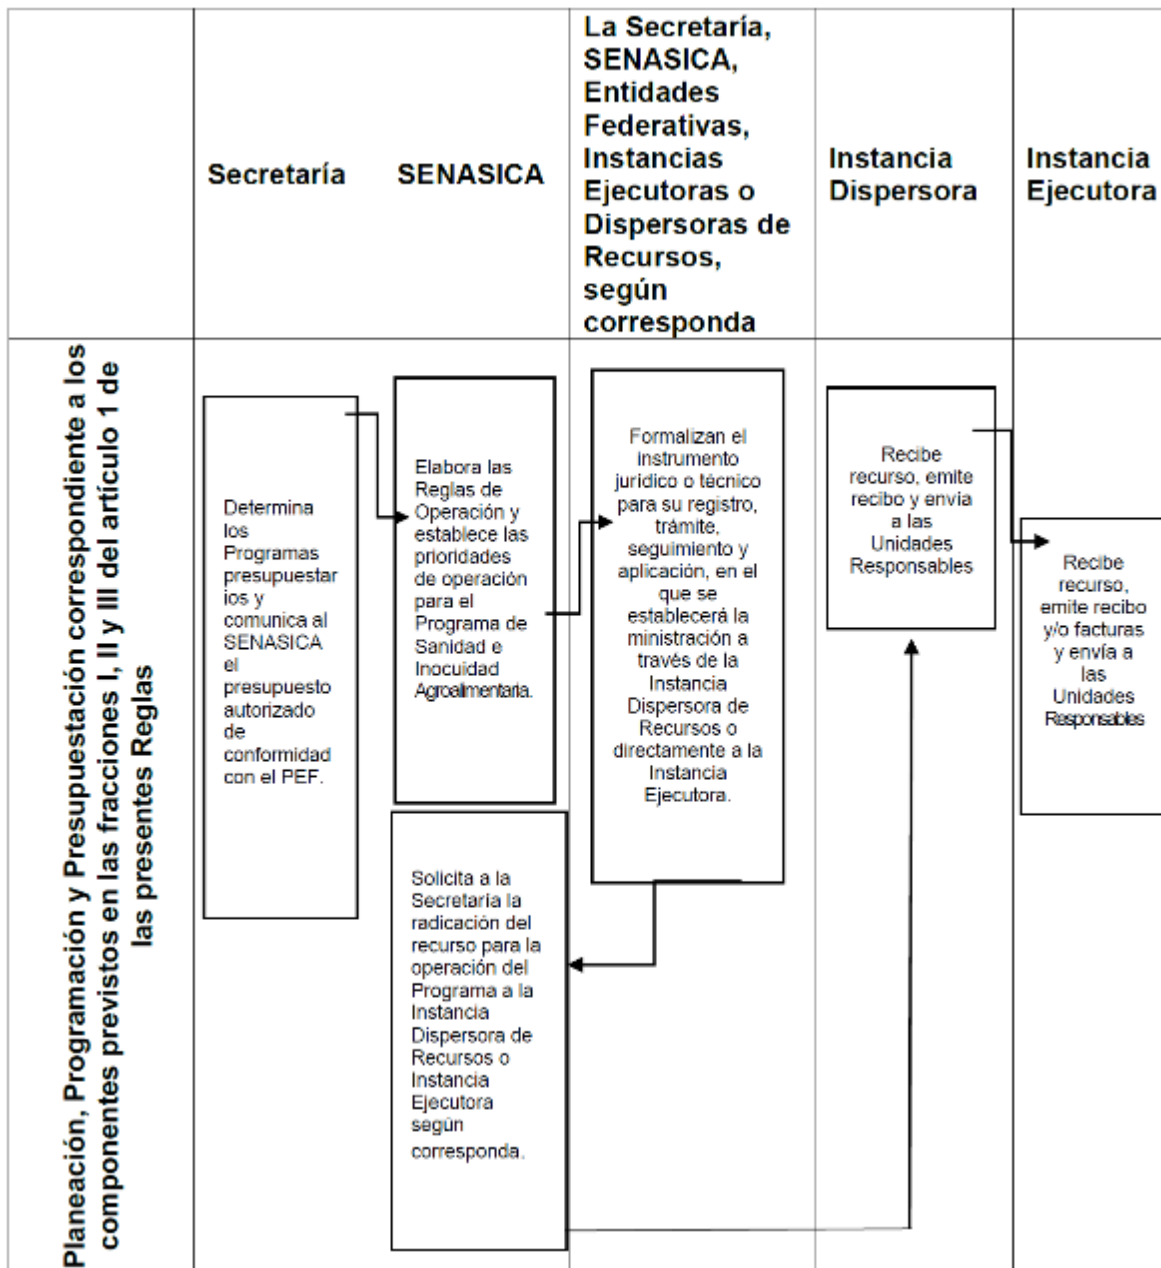 Secretaría
SENASICA
La Secretaría,
SENASICA,
Entidades
Federativas,
Instancias
Ejecutoras o
Dispersoras de
Recursos,
según
corresponda
Instancia
Dispersora
Instancia
Ejecutora
Planeación, Programación y Presupuestación correspondiente a los
componentes previstos en las fracciones I, II y III del artículo 1 de
las presentes Reglas
Determina
los
Programas
presupuestar
ios y
comunica al
SENASICA
el
presupuesto
autorizado
de
conformidad
con el PEF.
Elabora las
Reglas de
Operación y
establece las
prioridades
de operación
para el
Programa de
Sanidad e
Inocuidad
Agroalimentaria.
Formalizan el
instrumento
jurídico o técnico
para su registro,
trámite,
seguimiento y
aplicación, en el
que se
establecerá la
ministración a
través de la
Instancia
Dispersora de
Recursos o
directamente a la
Instancia
Ejecutora.
Solicita a la
Secretaría la
radicación del
recurso para la
operación del
Programa a la
Instancia
Dispersora de
Recursos o
Instancia
Ejecutora
según
corresponda.
Recibe
recurso, emite
recibo y envía
a las
Unidades
Responsables
Recibe
recurso,
emite recibo
y/o facturas
y envía a
las
Unidades
Responsables